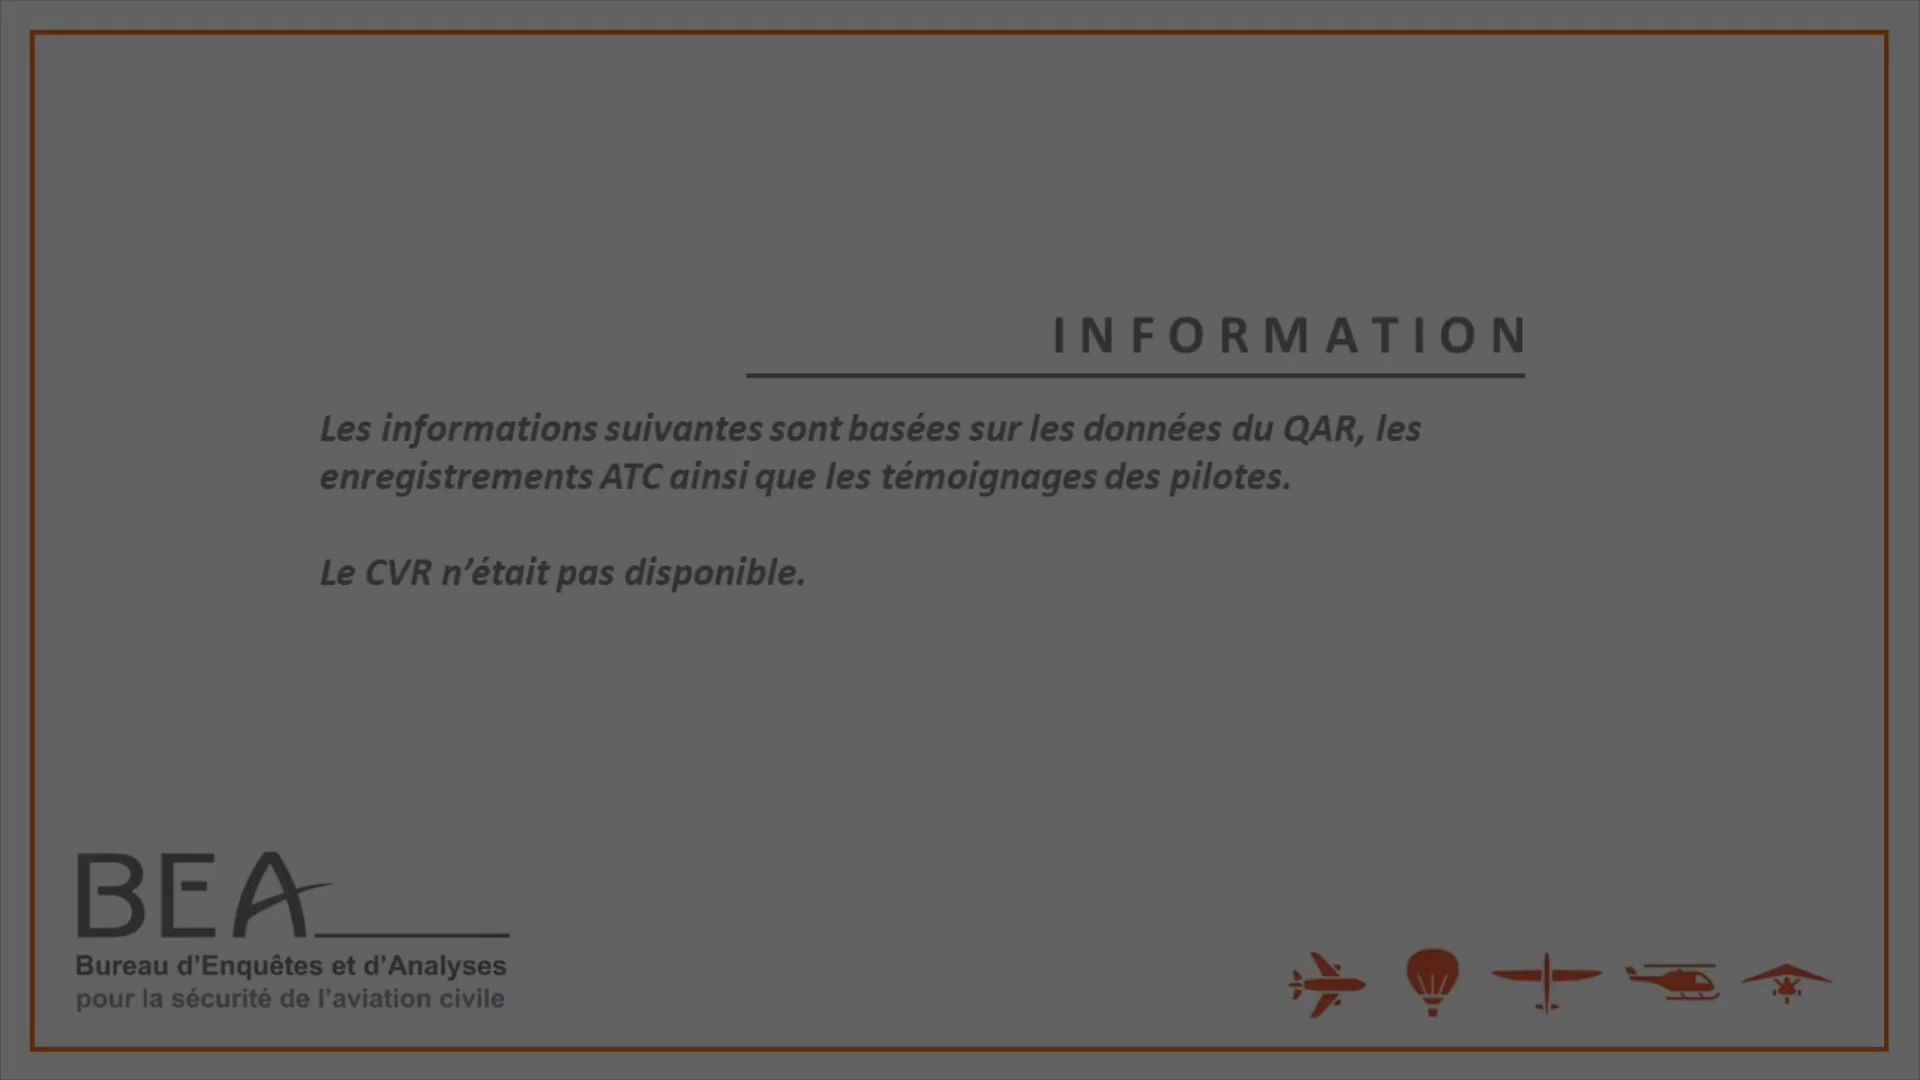 INFORMATION
Les informations suivantes sont basées sur les données du QAR, les
enregistrements ATC ainsi que les témoignages des pilotes.
Le CVR n’était pas disponible.
BEA
Bureau d’Enquêtes et d’Analyses
pour la sécurité de l’aviation civile